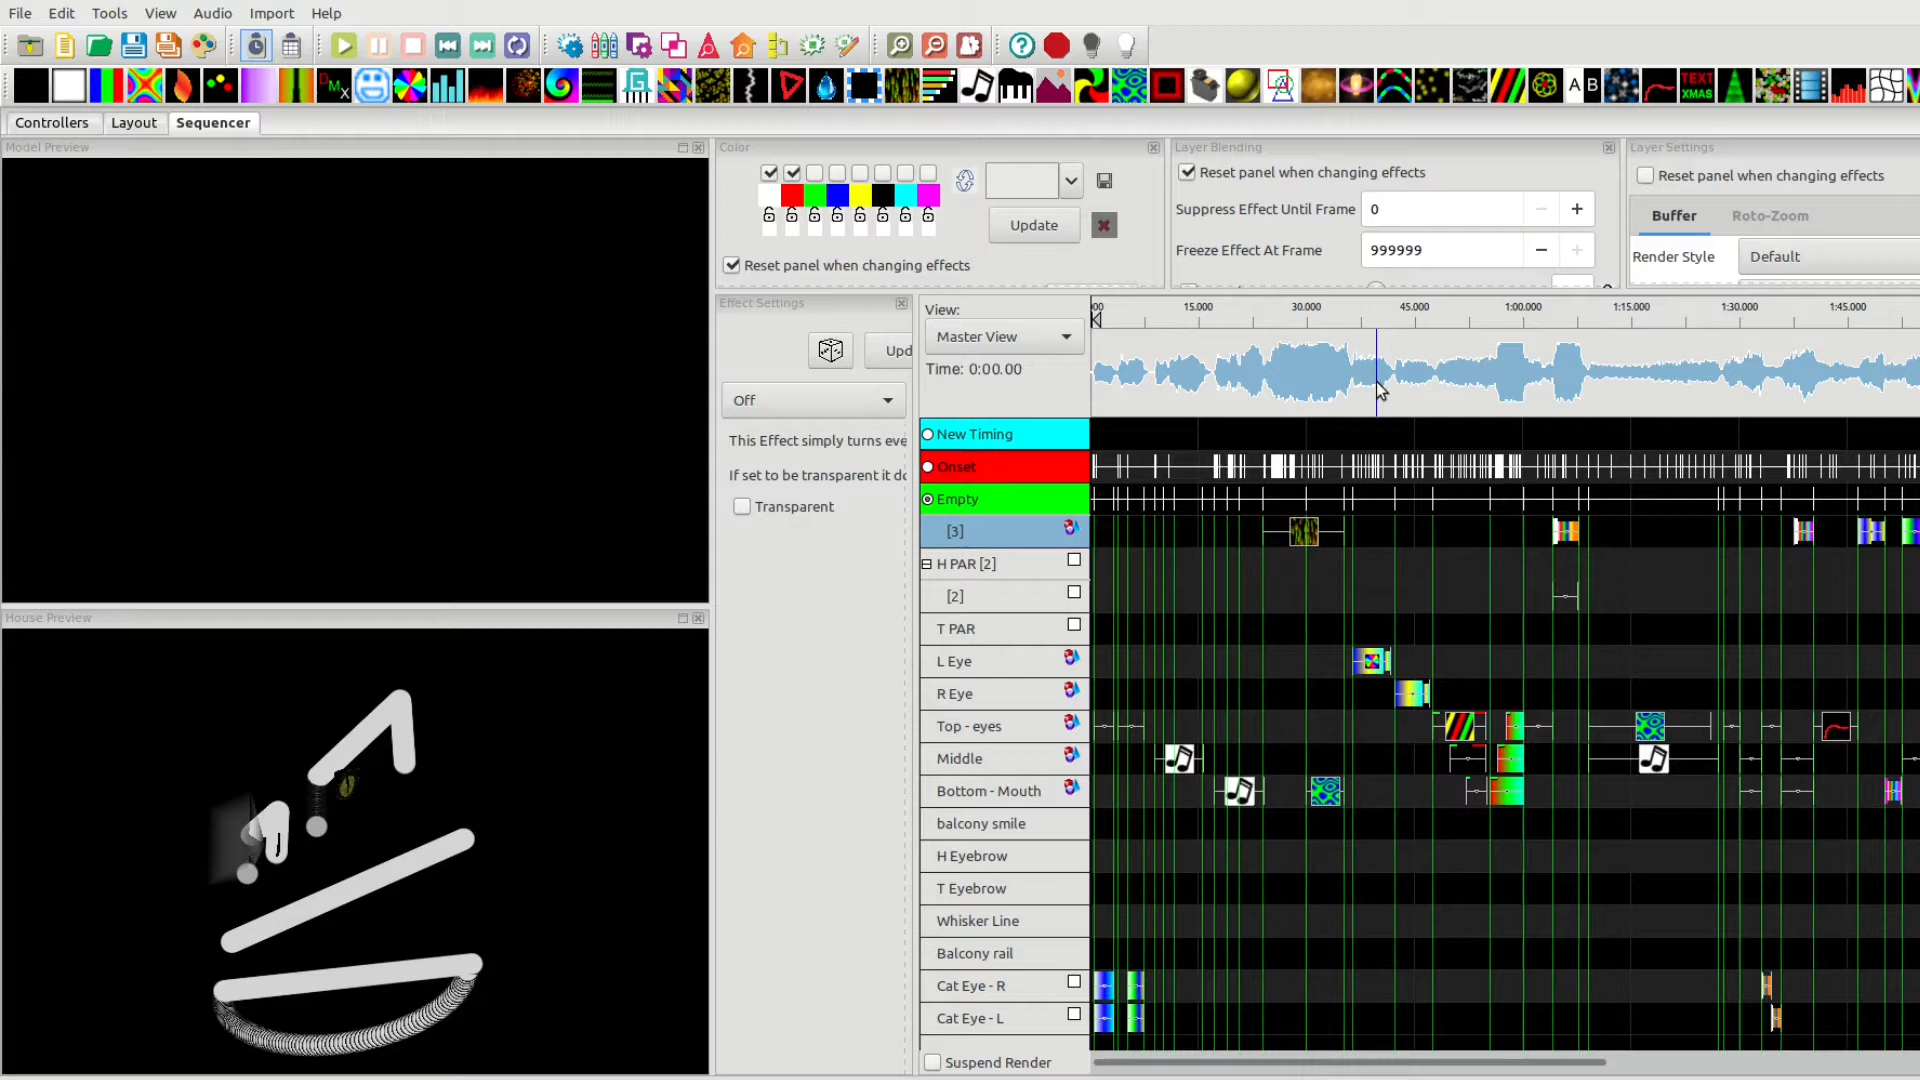 File Edit Tools View Audio Import Help
DMX
TEXT XMAS
A B
Controllers Layout Sequencer
Model Preview
Color
Layer Blending
Layer Settings
Reset panel when changing effects
Reset panel when changing effects
Suppress Effect Until Frame 0
Buffer Roto-Zoom
Update
Freeze Effect At Frame 999999
Render Style Default
Reset panel when changing effects
Effect Settings
View:
15.000 30.000 45.000 1:00.000 1:15.000 1:30.000 1:45.000
Master View
Upd
Time: 0:00.00
Off
New Timing
This Effect simply turns eve
Onset
If set to be transparent it do
Empty
Transparent
[3]
H PAR [2]
[2]
House Preview
T PAR
L Eye
R Eye
Top - eyes
Middle
Bottom - Mouth
balcony smile
H Eyebrow
T Eyebrow
Whisker Line
Balcony rail
Cat Eye - R
Cat Eye - L
Suspend Render